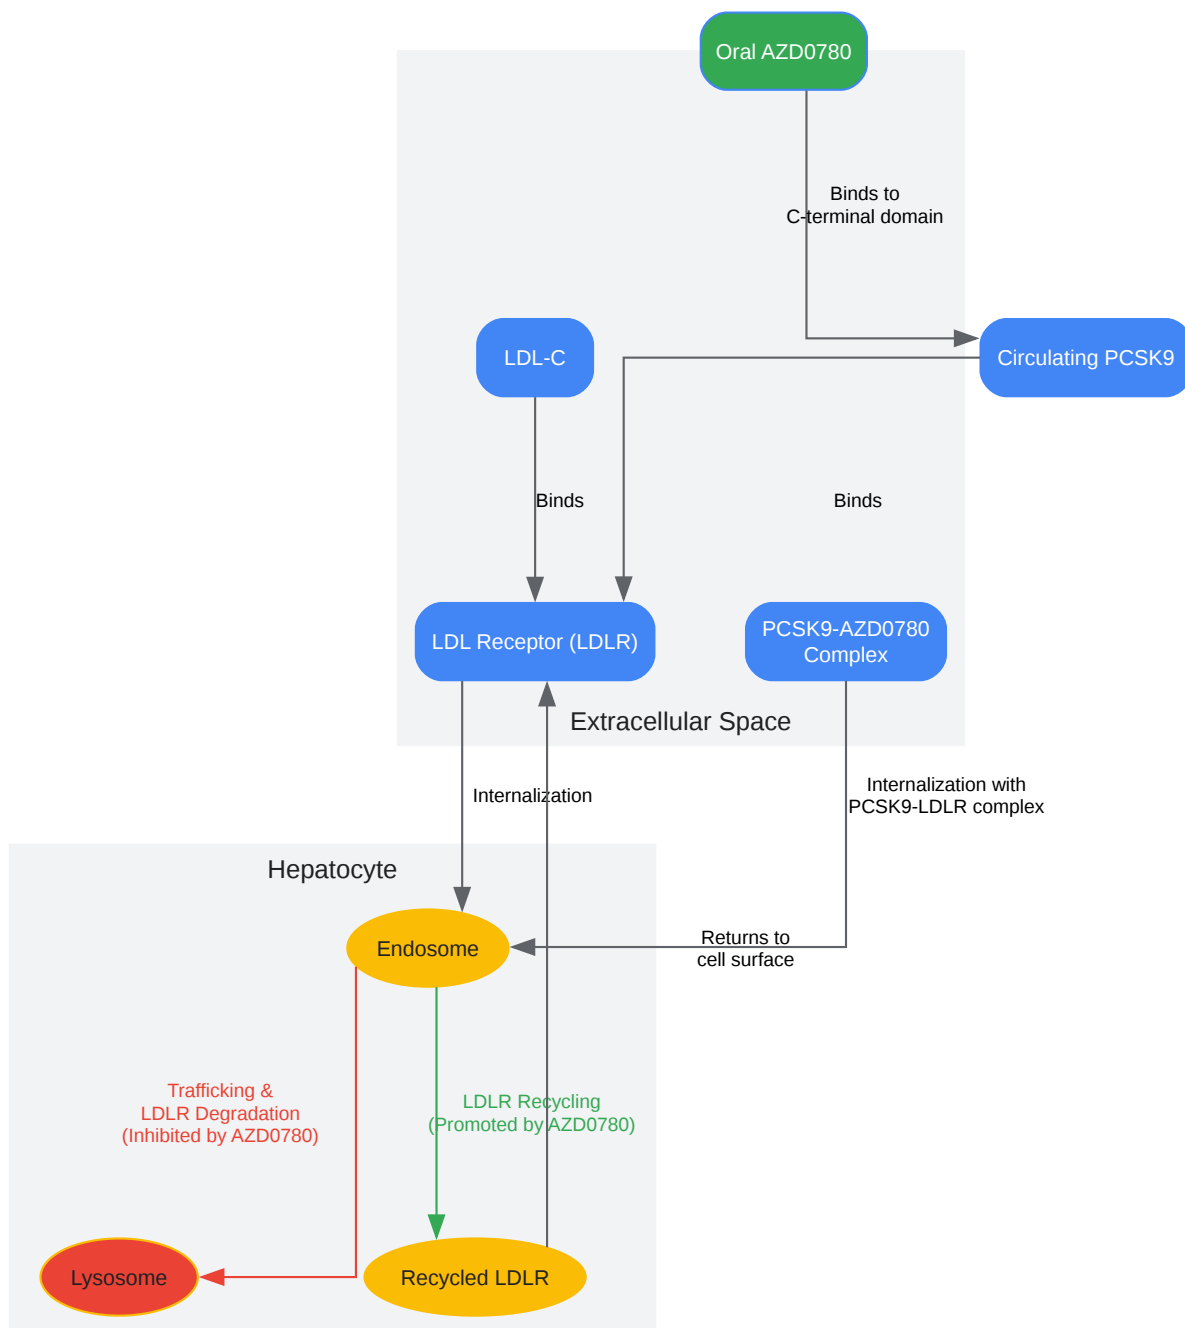 Oral AZD0780
Binds to
C-terminal domain
LDL-C
Circulating PCSK9
Binds
Binds
LDL Receptor (LDLR)
PCSK9-AZD0780
Complex
Extracellular Space
Internalization
Internalization with
PCSK9-LDLR complex
Hepatocyte
Endosome
Returns to
cell surface
Trafficking &
LDLR Degradation
(Inhibited by AZD0780)
LDLR Recycling
(Promoted by AZD0780)
Lysosome
Recycled LDLR